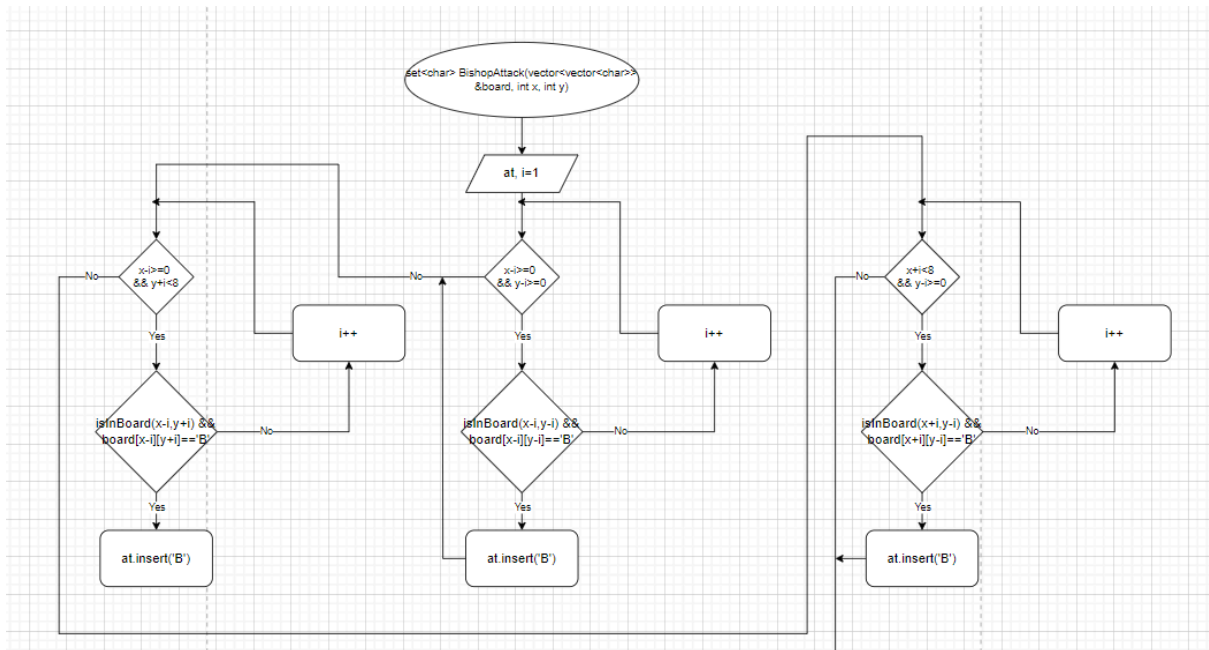 set<char> BishopAttack(vector<vector<char>>
&board, int x, int y)
at, i=1
x-i>=0
&& y+i<8
No
Yes
i++
isInBoard(x-i,y+i) &&
board[x-i][y+i]=='B'
No
Yes
at.insert('B')
x-i>=0
&& y-i>=0
No
Yes
i++
isInBoard(x-i,y-i) &&
board[x-i][y-i]=='B'
No
Yes
at.insert('B')
x+i<8
&& y-i>=0
No
Yes
i++
isInBoard(x+i,y-i) &&
board[x+i][y-i]=='B'
No
Yes
at.insert('B')